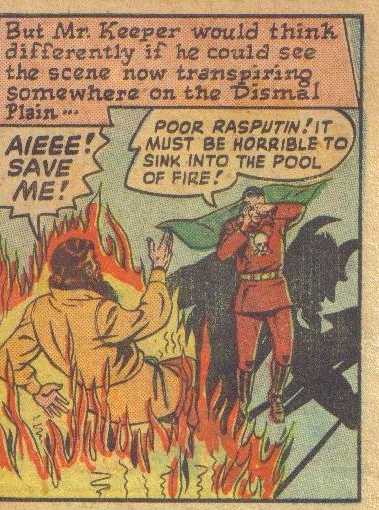 But Mr. Keeper would think
differently if he could see
the scene now transpiring
somewhere on the Dismal
Plain...
AIEEE!
SAVE
ME!
POOR RASPUTIN! IT
MUST BE HORRIBLE TO
SINK INTO THE POOL
OF FIRE!